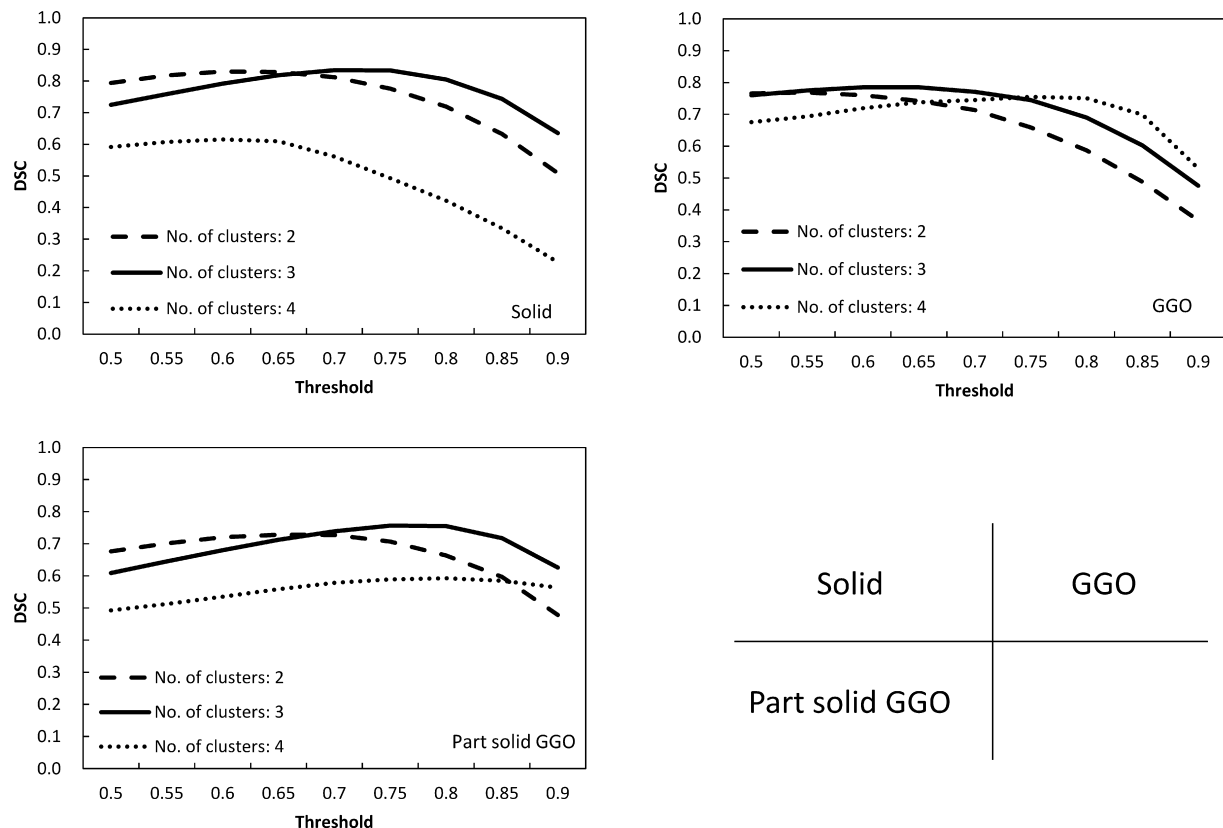 1.0
0.9
0.8
0.7
0.6
0.5
0.4
0.3
0.2
0.1
0.0
DSC
No. of clusters: 2
No. of clusters: 3
No. of clusters: 4
Solid
0.5 0.55 0.6 0.65 0.7 0.75 0.8 0.85 0.9
Threshold
1.0
0.9
0.8
0.7
0.6
0.5
0.4
0.3
0.2
0.1
0.0
DSC
No. of clusters: 2
No. of clusters: 3
No. of clusters: 4
GGO
0.5 0.55 0.6 0.65 0.7 0.75 0.8 0.85 0.9
Threshold
1.0
0.9
0.8
0.7
0.6
0.5
0.4
0.3
0.2
0.1
0.0
DSC
No. of clusters: 2
No. of clusters: 3
No. of clusters: 4
Part solid GGO
0.5 0.55 0.6 0.65 0.7 0.75 0.8 0.85 0.9
Threshold
Solid GGO
Part solid GGO